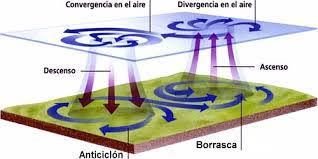 Convergencia en el aire
Divergencia en el aire
Descenso
Ascenso
Anticiclón
Borrasca